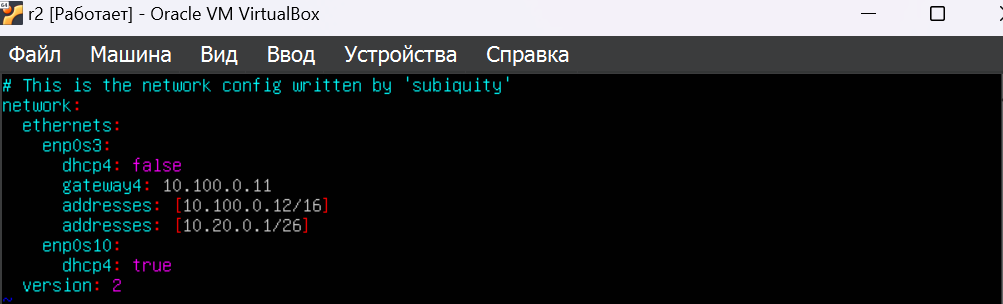 r2 [Работает] - Oracle VM VirtualBox
Файл Машина Вид Ввод Устройства Справка
# This is the network config written by 'subiquity'
network:
  ethernets:
    enp0s3:
      dhcp4: false
      gateway4: 10.100.0.11
      addresses: [10.100.0.12/16]
      addresses: [10.20.0.1/26]
    enp0s10:
      dhcp4: true
  version: 2
~